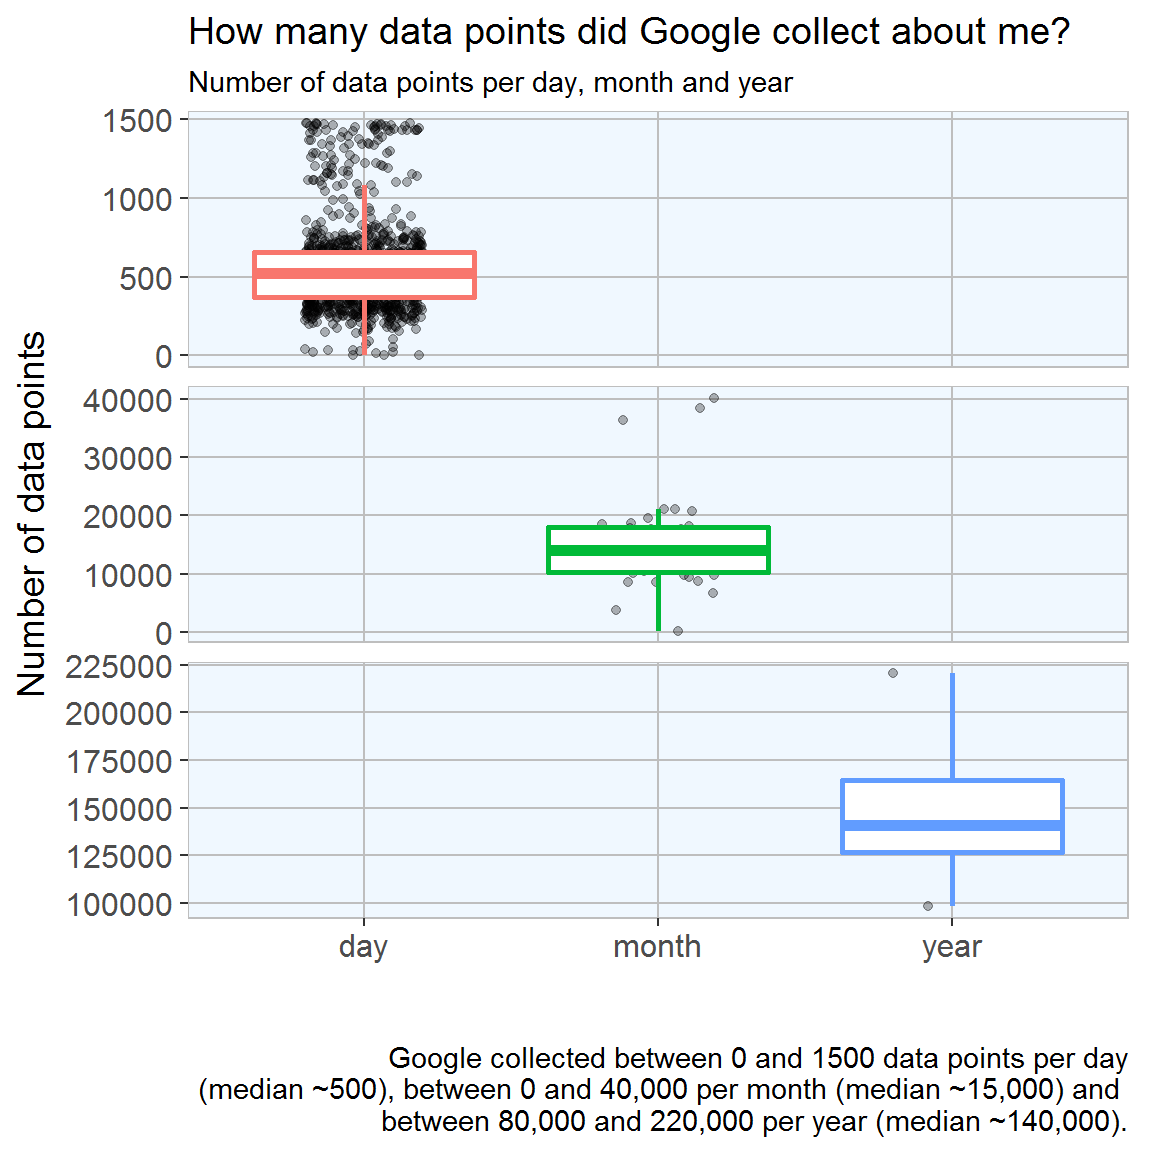 How many data points did Google collect about me?
Number of data points per day, month and year
Number of data points
1500
1000
500
0
40000
30000
20000
10000
0
225000
200000
175000
150000
125000
100000
day month year
Google collected between 0 and 1500 data points per day
(median ~500), between 0 and 40,000 per month (median ~15,000) and
between 80,000 and 220,000 per year (median ~140,000).